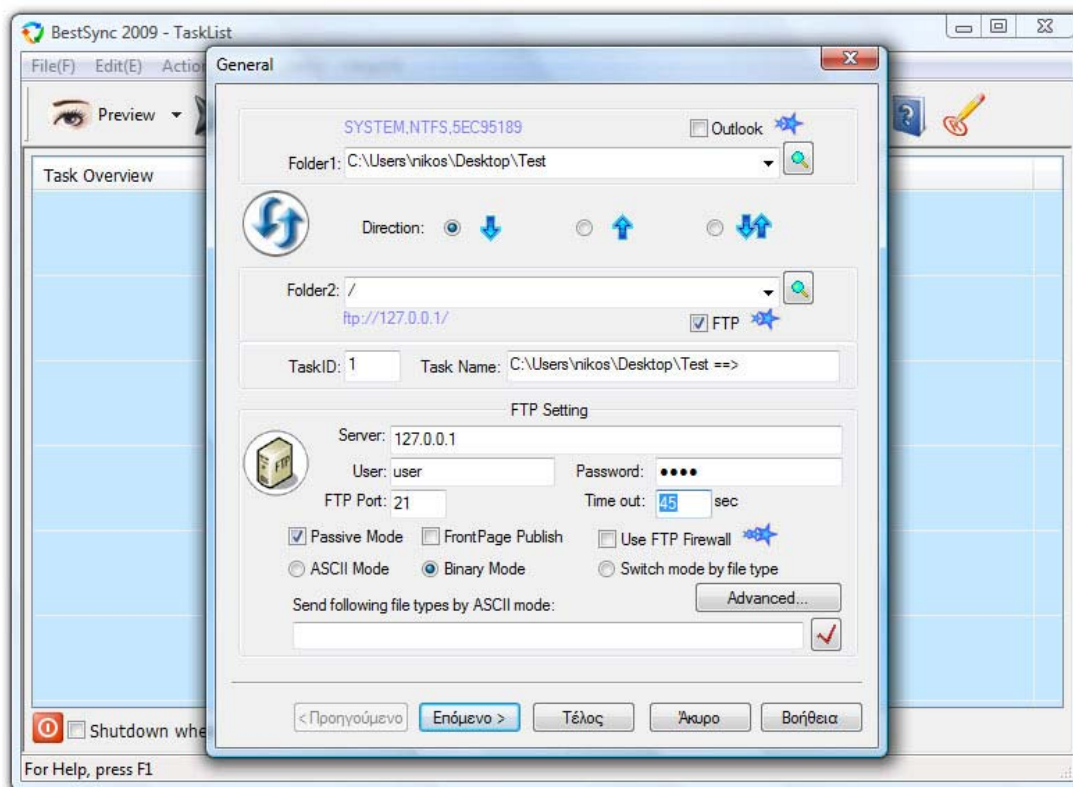 BestSync 2009 - TaskList
File(F) Edit(E) Actio
General
Preview
SYSTEM,NTFS,5EC95189
Outlook
Folder1: C:\Users\nikos\Desktop\Test
Task Overview
Direction:
Folder2: /
ftp://127.0.0.1/
FTP
TaskID: 1 Task Name: C:\Users\nikos\Desktop\Test ==>
FTP Setting
Server: 127.0.0.1
FTP
User: user Password: ●●●●
FTP Port: 21 Time out: 45 sec
Passive Mode FrontPage Publish Use FTP Firewall
ASCII Mode Binary Mode Switch mode by file type
Advanced...
Send following file types by ASCII mode:
< Προηγούμενο Επόμενο > Τέλος Άκυρο Βοήθεια
Shutdown whe
For Help, press F1